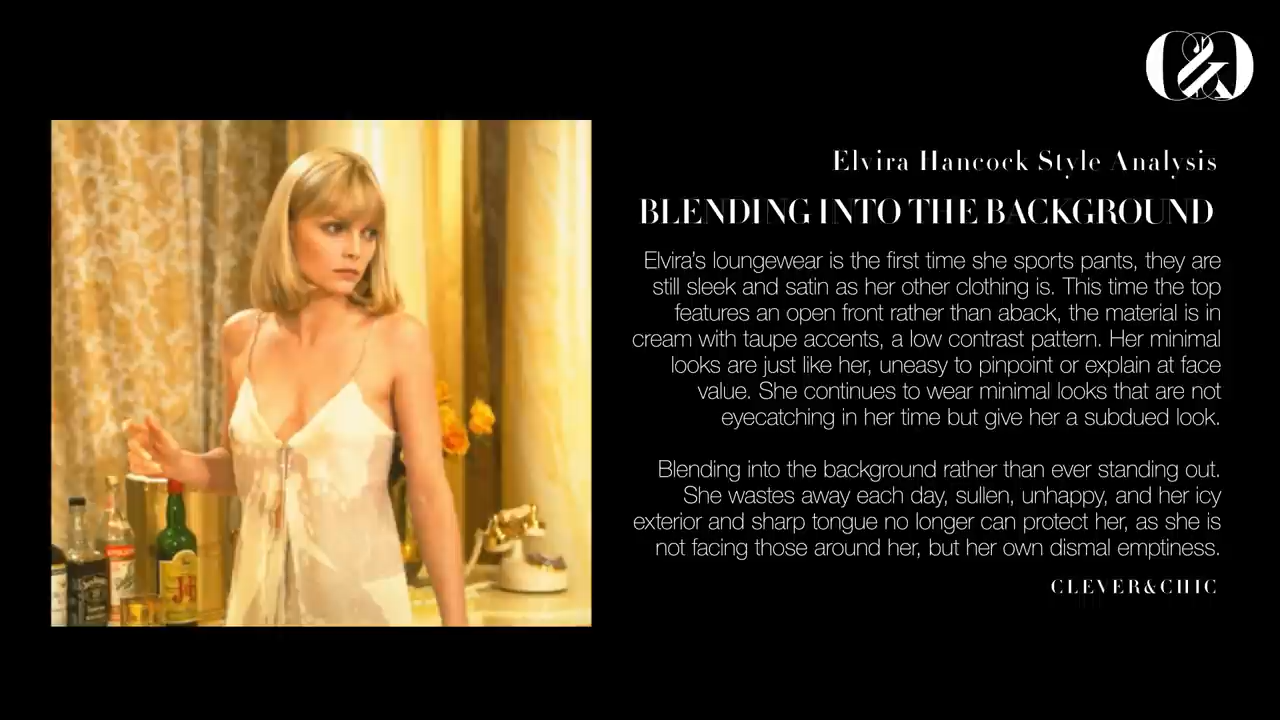 Elvira Hancock Style Analysis
BLENDING INTO THE BACKGROUND
Elvira's loungewear is the first time she sports pants, they are
still sleek and satin as her other clothing is. This time the top
features an open front rather than aback, the material is in
cream with taupe accents, a low contrast pattern. Her minimal
looks are just like her, uneasy to pinpoint or explain at face
value. She continues to wear minimal looks that are not
eyecatching in her time but give her a subdued look.
Blending into the background rather than ever standing out.
She wastes away each day, sullen, unhappy, and her icy
exterior and sharp tongue no longer can protect her, as she is
not facing those around her, but her own dismal emptiness.
CLEVER&CHIC
J&B